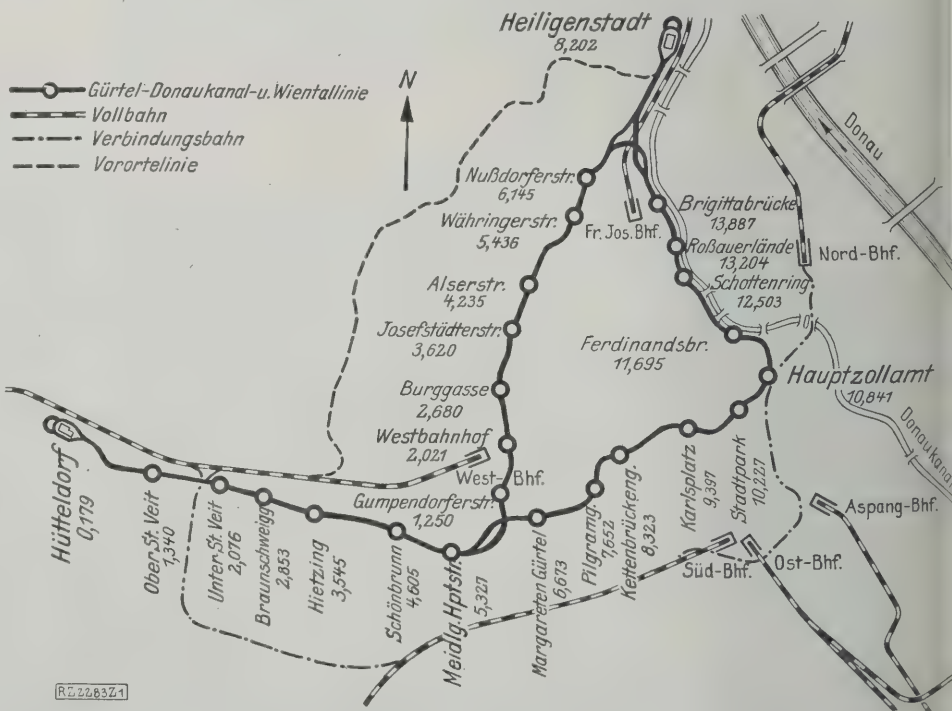 Heiligenstadt
8,202
Gürtel-Donaukanal-u. Wientallinie
Vollbahn
Verbindungsbahn
Vorortelinie
N
Donau
Nußdorferstr.
6,145
Währingerstr.
5,436
Fr. Jos. Bhf.
Brigittabrücke
13,887
Roßauerlände
13,204
Schottenring
12,503
Nord-Bhf.
Alserstr.
4,235
Josefstädterstr.
3,620
Ferdinandsbr.
11,695
Burggasse
2,680
Hauptzollamt
10,841
Donaukanal
Westbahnhof
2,021
West-Bhf.
Gumpendorferstr.
1,250
Hütteldorf
0,179
Ober.St.Veit
1,340
Unter.St.Veit
2,076
Braunschweigg.
2,853
Hietzing
3,545
Schönbrunn
4,605
Meidlg.Hptstr.
5,327
Margareten Gürtel
6,673
Pilgramg.
7,652
Kettenbrückeng.
8,323
Karlsplatz
9,397
Stadtpark
10,227
Aspang-Bhf.
Süd-Bhf.
Ost-Bhf.
RZ2283Z1